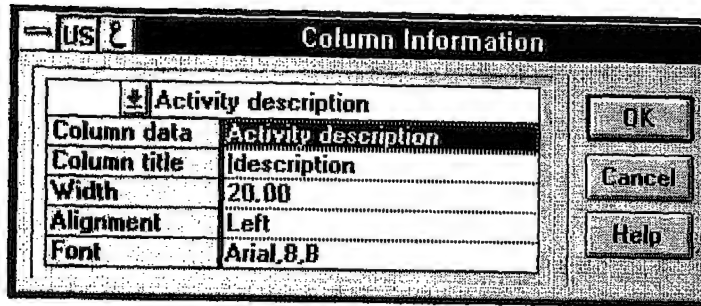 US Column Information
Activity description
Column data Activity description
Column title |description
Width 20.00
Alignment Left
Font Arial,8,B
OK
Cancel
Help